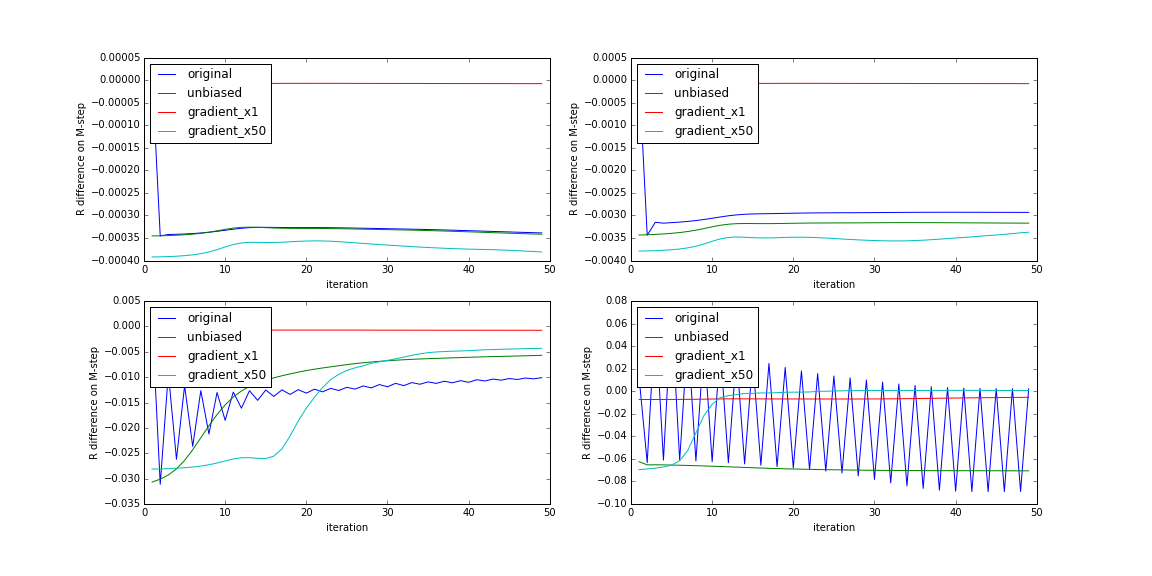 0.00005
0.00000
−0.00005
−0.00010
−0.00015
−0.00020
−0.00025
−0.00030
−0.00035
−0.00040
R difference on M-step
original
unbiased
gradient_x1
gradient_x50
0 10 20 30 40 50
iteration
0.0005
0.0000
−0.0005
−0.0010
−0.0015
−0.0020
−0.0025
−0.0030
−0.0035
−0.0040
R difference on M-step
original
unbiased
gradient_x1
gradient_x50
0 10 20 30 40 50
iteration
0.005
0.000
−0.005
−0.010
−0.015
−0.020
−0.025
−0.030
−0.035
R difference on M-step
original
unbiased
gradient_x1
gradient_x50
0 10 20 30 40 50
iteration
0.08
0.06
0.04
0.02
0.00
−0.02
−0.04
−0.06
−0.08
−0.10
R difference on M-step
original
unbiased
gradient_x1
gradient_x50
0 10 20 30 40 50
iteration